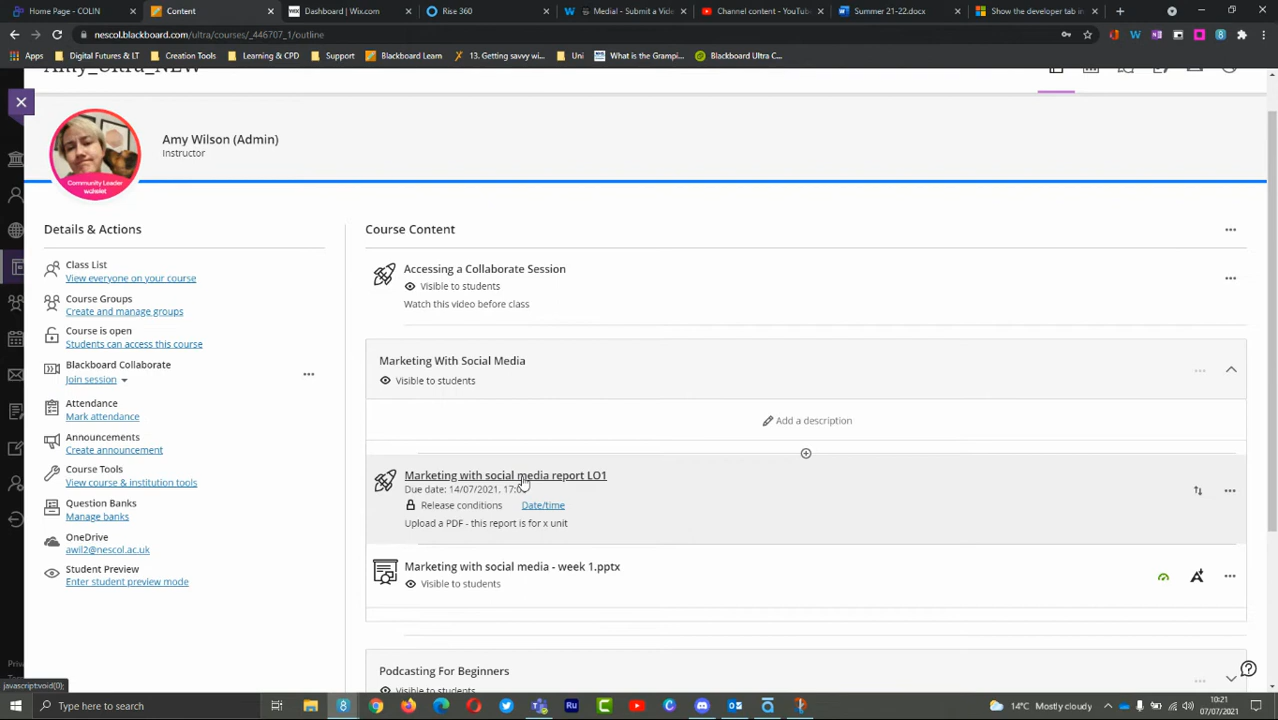 Home Page - COLIN
Content
Dashboard | Wix.com
Rise 360
Medial - Submit a Vide
Channel content - YouTub
Summer 21-22.docx
Show the developer tab in
nescol.blackboard.com/ultra/courses/_446707_1/outline
Apps
Digital Futures & LT
Creation Tools
Learning & CPD
Support
Blackboard Learn
13. Getting savvy wi...
Uni
What is the Grampi...
Blackboard Ultra C...
Amy_Ultra_NEW
Amy Wilson (Admin)
Instructor
Community Leader
wakelet
Details & Actions
Class List
View everyone on your course
Course Groups
Create and manage groups
Course is open
Students can access this course
Blackboard Collaborate
Join session
Attendance
Mark attendance
Announcements
Create announcement
Course Tools
View course & institution tools
Question Banks
Manage banks
OneDrive
awil2@nescol.ac.uk
Student Preview
Enter student preview mode
Course Content
Accessing a Collaborate Session
Visible to students
Watch this video before class
Marketing With Social Media
Visible to students
Add a description
Marketing with social media report LO1
Due date: 14/07/2021, 17:0
Release conditions Date/time
Upload a PDF - this report is for x unit
Marketing with social media - week 1.pptx
Visible to students
Podcasting For Beginners
Visible to students
Priv
javascript:void(0);
Type here to search
14°C Mostly cloudy
10:21
07/07/2021